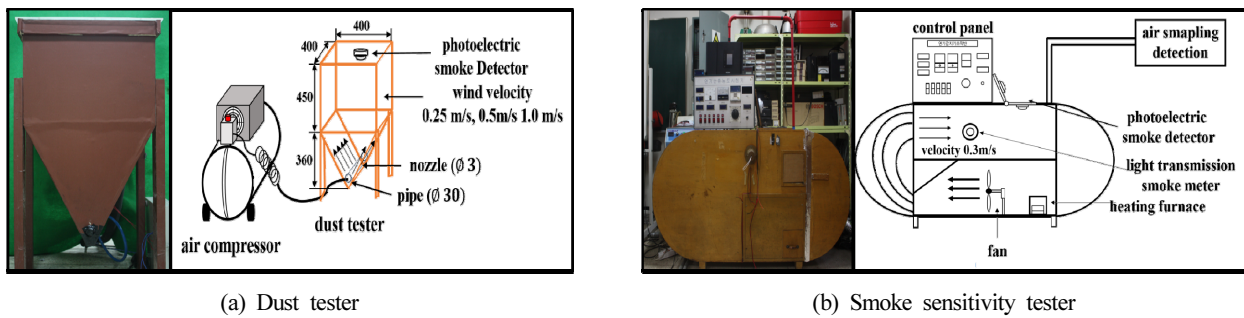 400
400
450
360
photoelectric
smoke Detector
wind velocity
0.25 m/s, 0.5m/s 1.0 m/s
nozzle (Ø 3)
pipe (Ø 30)
dust tester
air compressor
(a) Dust tester
control panel
air smapling
detection
photoelectric
smoke detector
velocity 0.3m/s
light transmission
smoke meter
heating furnace
fan
(b) Smoke sensitivity tester